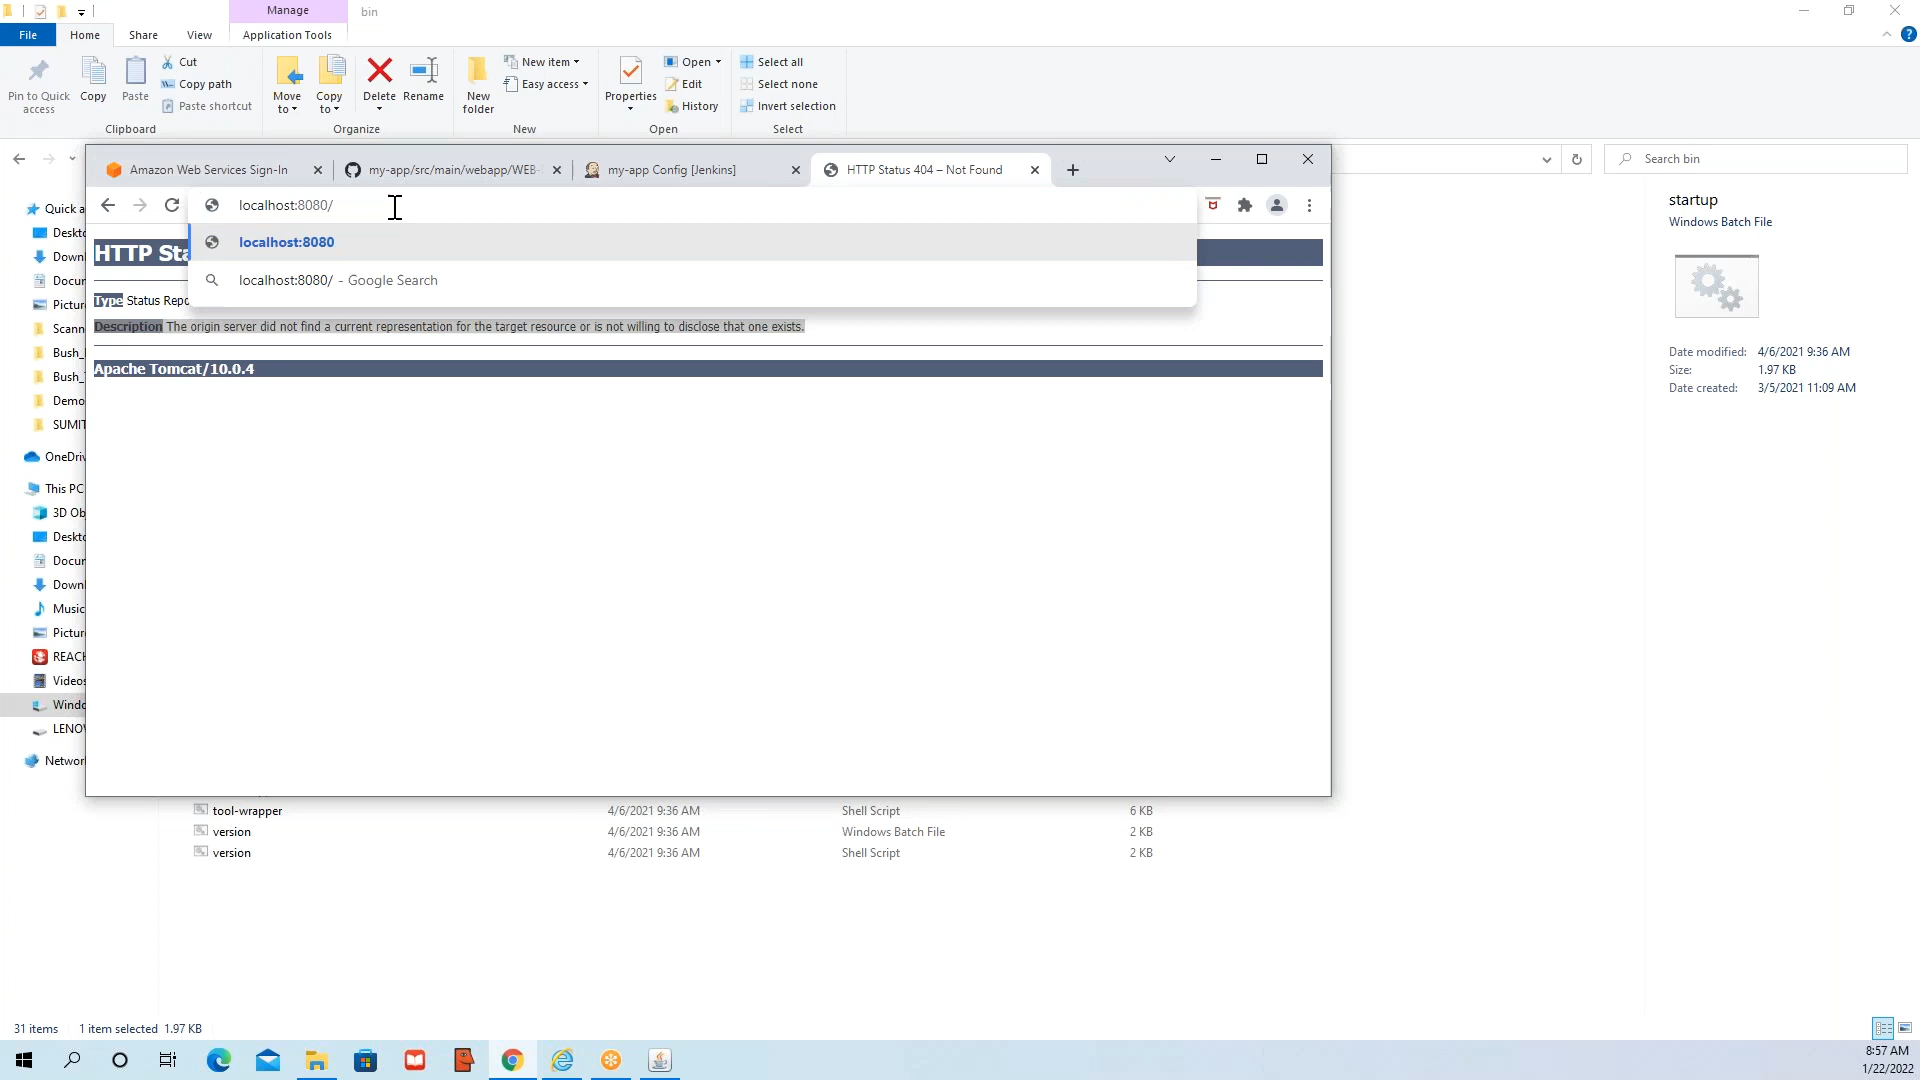 Manage
bin
File
Home
Share
View
Application Tools
Pin to Quick access
Copy
Paste
Cut
Copy path
Paste shortcut
Clipboard
Move to
Copy to
Delete
Rename
Organize
New folder
New item
Easy access
New
Properties
Open
Edit
History
Open
Select all
Select none
Invert selection
Select
Amazon Web Services Sign-In
my-app/src/main/webapp/WEB-
my-app Config [Jenkins]
HTTP Status 404 – Not Found
Search bin
localhost:8080/
localhost:8080
localhost:8080/ - Google Search
HTTP Sta
Type Status Repo
Description The origin server did not find a current representation for the target resource or is not willing to disclose that one exists.
Apache Tomcat/10.0.4
Quick a
Deskto
Downl
Docum
Picture
Scann
Bush_
Bush_
Demo
SUMIT
OneDriv
This PC
3D Ob
Deskto
Docum
Downl
Music
Picture
REACH
Videos
Windo
LENOV
Network
startup
Windows Batch File
Date modified: 4/6/2021 9:36 AM
Size: 1.97 KB
Date created: 3/5/2021 11:09 AM
tool-wrapper 4/6/2021 9:36 AM Shell Script 6 KB
version 4/6/2021 9:36 AM Windows Batch File 2 KB
version 4/6/2021 9:36 AM Shell Script 2 KB
31 items 1 item selected 1.97 KB
8:57 AM
1/22/2022